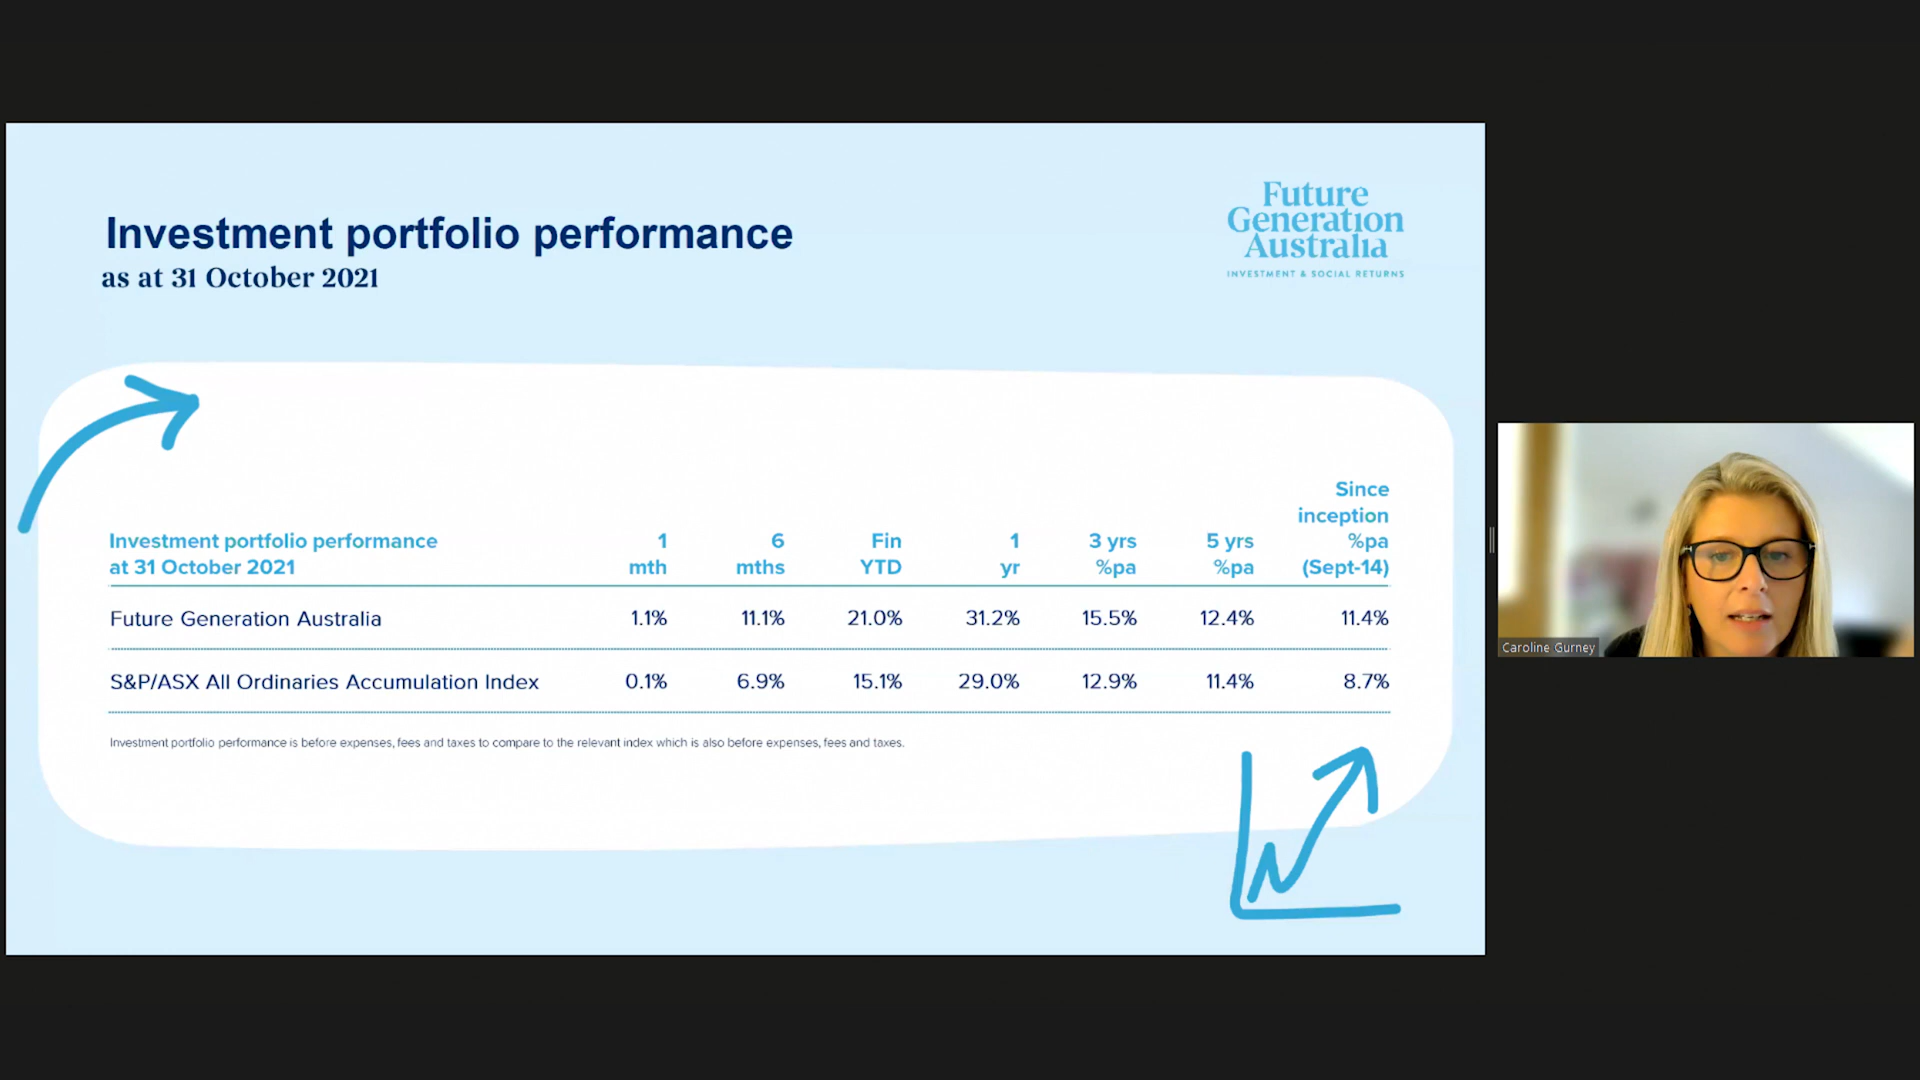 Investment portfolio performance
as at 31 October 2021
Future
Generation
Australia
INVESTMENT & SOCIAL RETURNS
Investment portfolio performance at 31 October 2021 1 mth 6 mths Fin YTD 1 yr 3 yrs %pa 5 yrs %pa Since inception %pa (Sept-14)
Future Generation Australia 1.1% 11.1% 21.0% 31.2% 15.5% 12.4% 11.4%
S&P/ASX All Ordinaries Accumulation Index 0.1% 6.9% 15.1% 29.0% 12.9% 11.4% 8.7%
Investment portfolio performance is before expenses, fees and taxes to compare to the relevant index which is also before expenses, fees and taxes.
Caroline Gurney